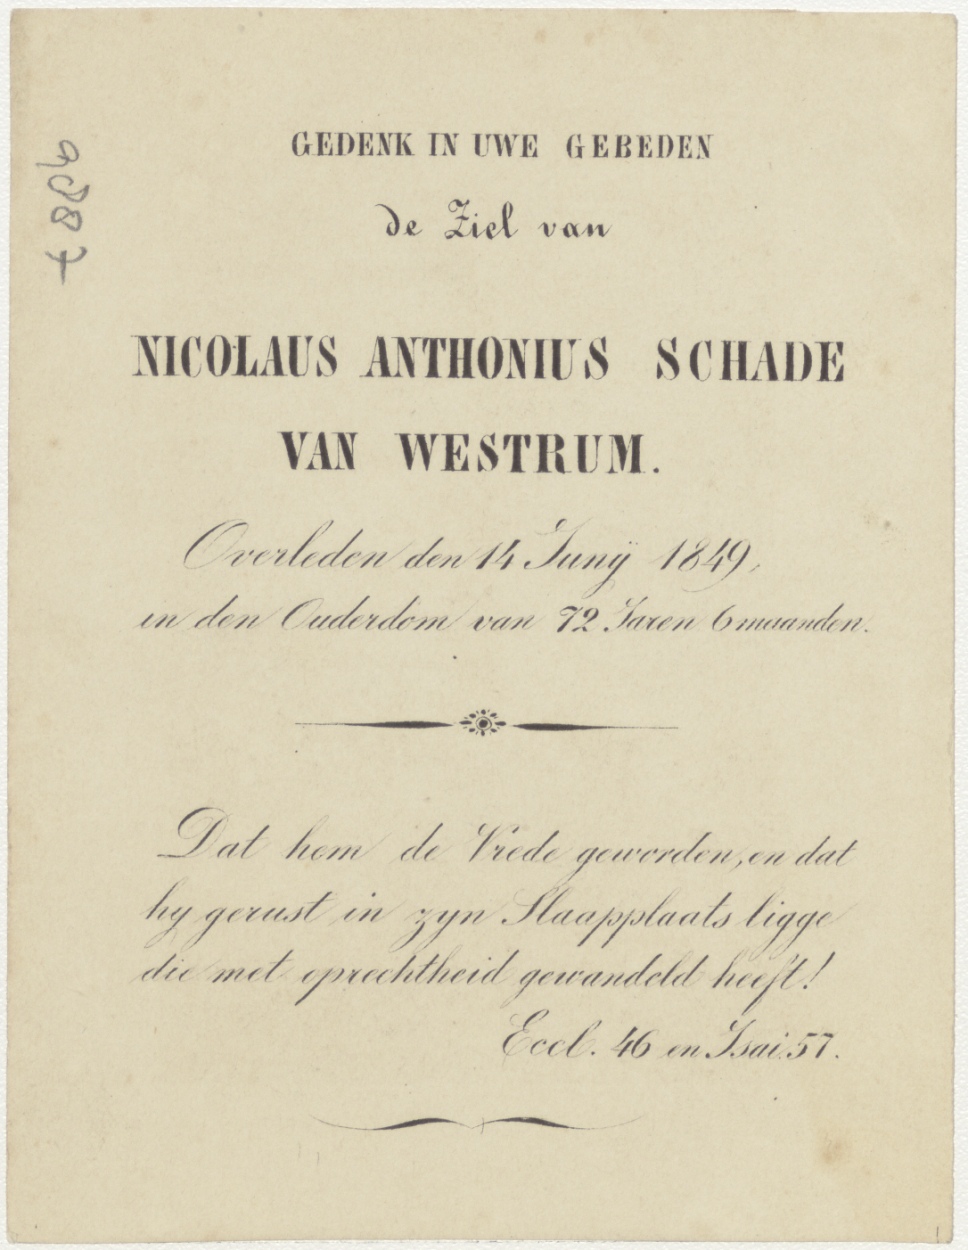 GEDENK IN UWE GEBEDEN
de Ziel van
NICOLAUS ANTHONIUS SCHADE
VAN WESTRUM.
Overleden den 14 Junÿ 1849,
in den Ouderdom van 72 Jaren 6 maanden.
Dat hem de Vrede geworden, en dat
hy gerust in zyn Slaapplaats ligge
die met oprechtheid gewandeld heeft!
Eccl. 46 en Isai. 57.